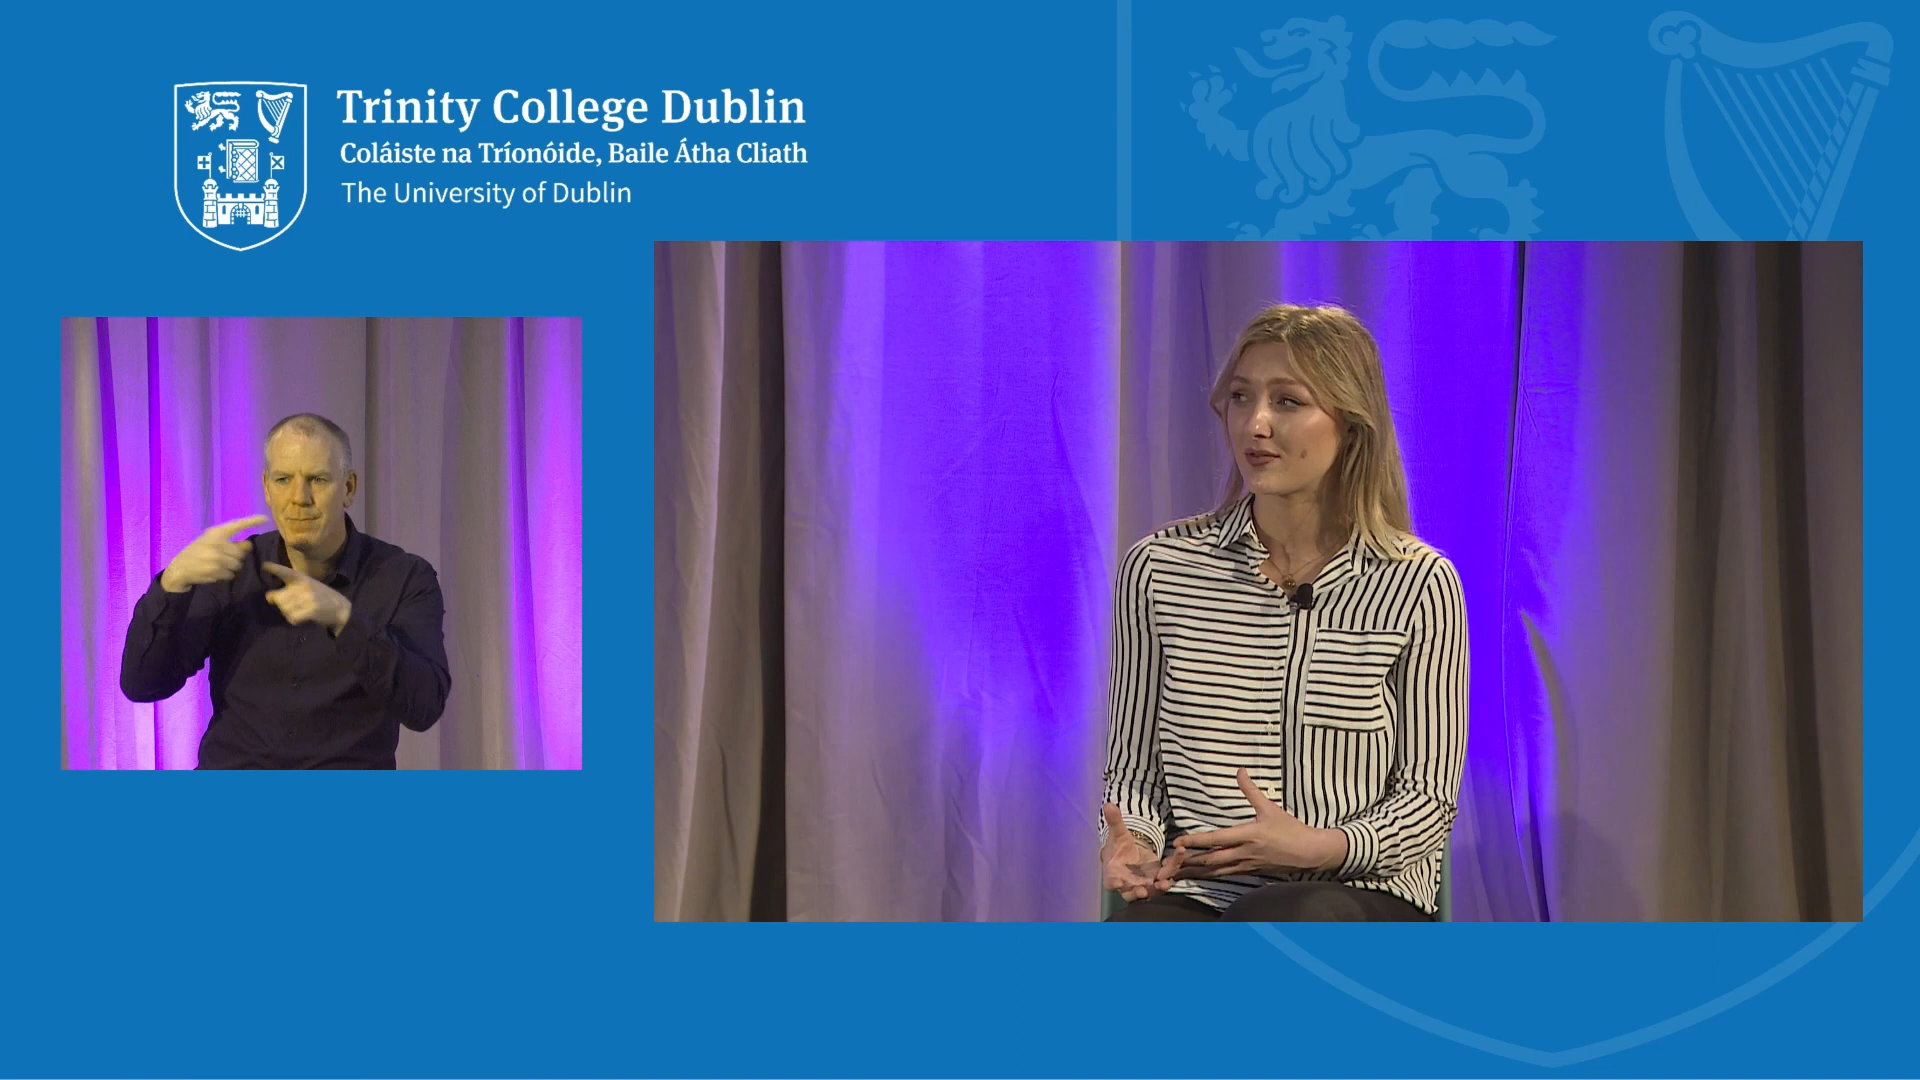 Trinity College Dublin
Coláiste na Tríonóide, Baile Átha Cliath
The University of Dublin